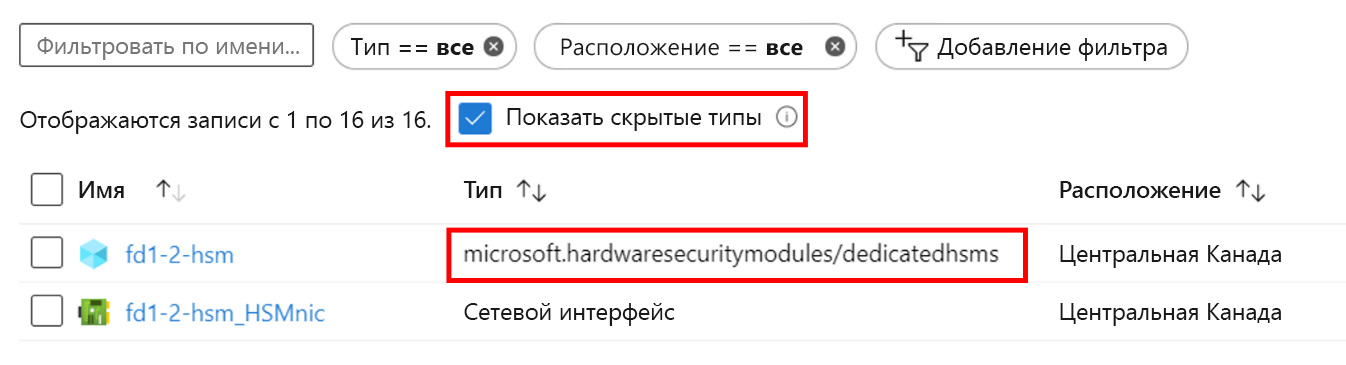 Фильтровать по имени... Тип == все Расположение == все Добавление фильтра
Отображаются записи с 1 по 16 из 16. Показать скрытые типы
Имя Тип Расположение
fd1-2-hsm microsoft.hardwaresecuritymodules/dedicatedhsms Центральная Канада
fd1-2-hsm_HSMnic Сетевой интерфейс Центральная Канада